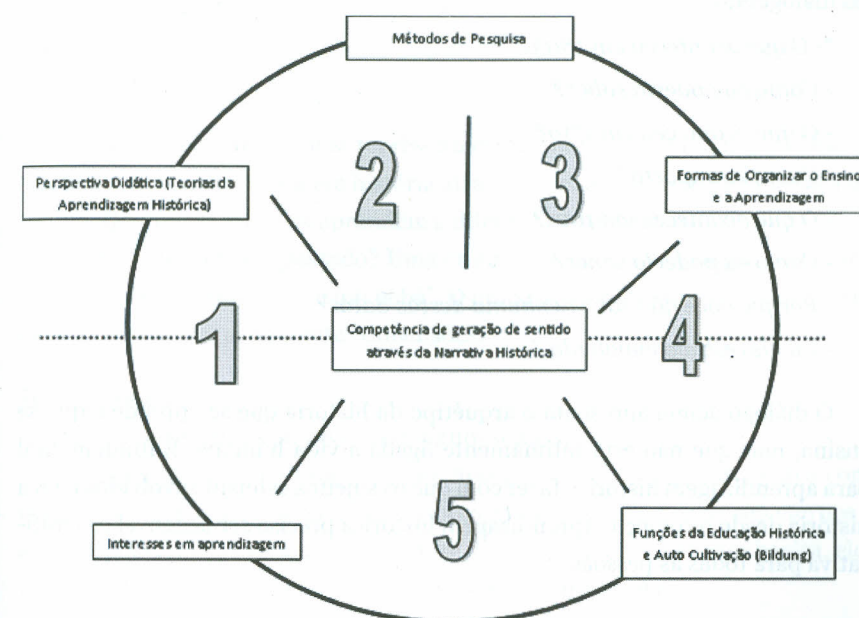 Métodos de Pesquisa
2
3
Perspectiva Didática (Teorias da
Aprendizagem Histórica)
Formas de Organizar o Ensino
e a Aprendizagem
1
Competência de geração de sentido
através da Narrativa Histórica
4
5
Interesses em aprendizagem
Funções da Educação Histórica
e Auto Cultivação (Bildung)